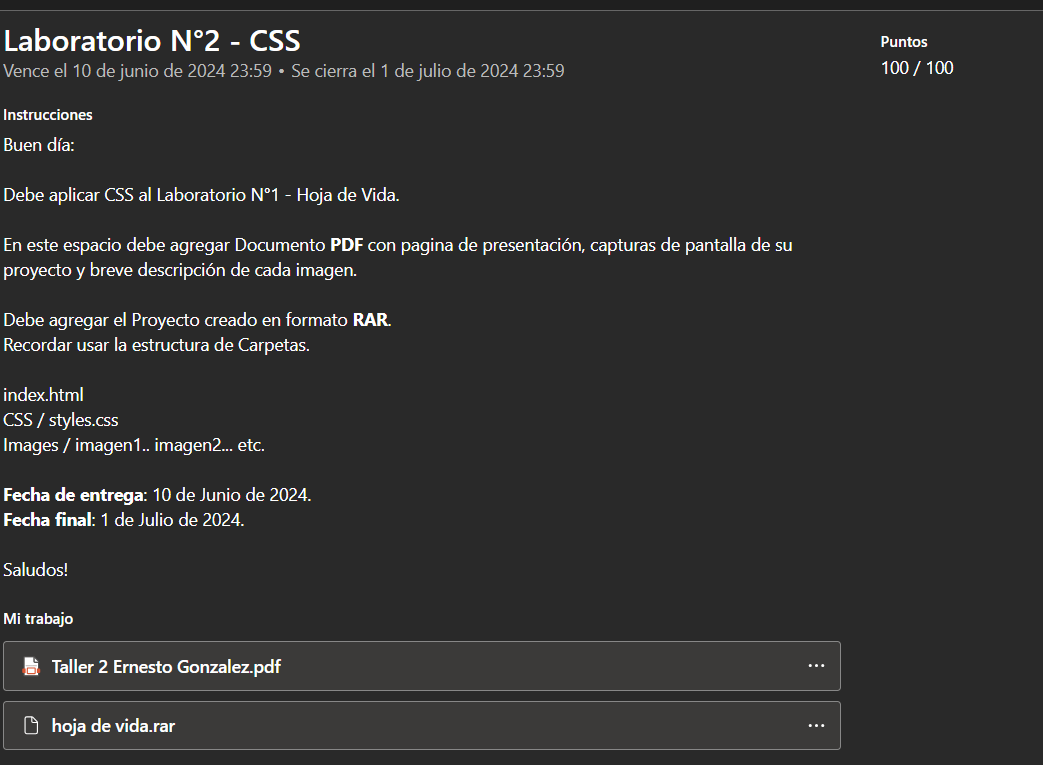 Laboratorio N°2 - CSS
Vence el 10 de junio de 2024 23:59 • Se cierra el 1 de julio de 2024 23:59
Puntos
100 / 100
Instrucciones
Buen día:
Debe aplicar CSS al Laboratorio N°1 - Hoja de Vida.
En este espacio debe agregar Documento PDF con pagina de presentación, capturas de pantalla de su
proyecto y breve descripción de cada imagen.
Debe agregar el Proyecto creado en formato RAR.
Recordar usar la estructura de Carpetas.
index.html
CSS / styles.css
Images / imagen1.. imagen2... etc.
Fecha de entrega: 10 de Junio de 2024.
Fecha final: 1 de Julio de 2024.
Saludos!
Mi trabajo
Taller 2 Ernesto Gonzalez.pdf
hoja de vida.rar